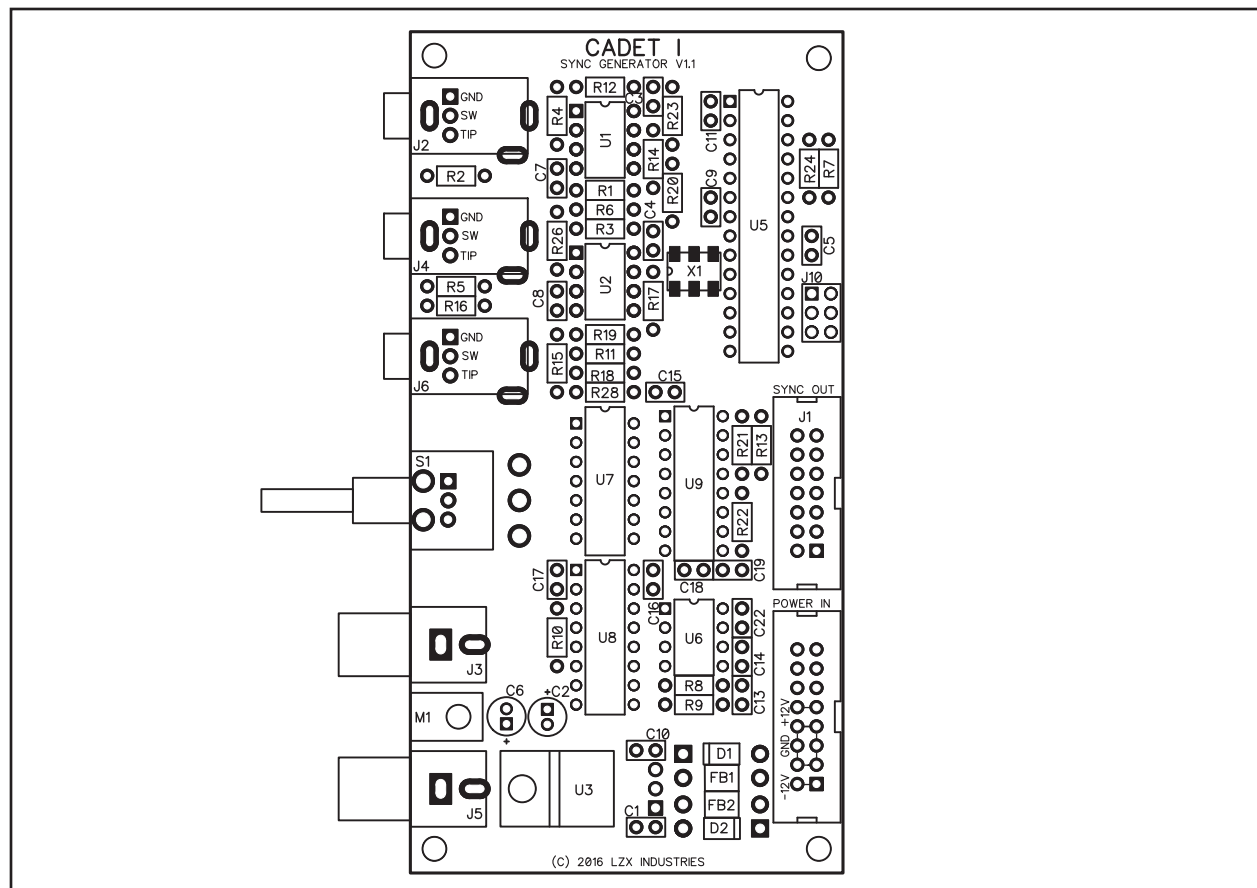 CADET I
SYNC GENERATOR V1.1
R12
C3
R23
C11
GND
SW
TIP
J2
R4
U1
R14
R24
R7
R2
C7
R1
R20
C9
R6
R3
C4
U5
GND
SW
TIP
J4
R26
X1
C5
J10
R5
R16
C8
U2
R17
GND
SW
TIP
J6
R15
R19
R11
R18
R28
C15
SYNC OUT
J1
R21
R13
S1
U7
U9
R22
C17
C18
C19
C16
POWER IN
R10
U8
U6
C22
J3
C14
R8
R9
C13
M1
C6
+
+
C2
+12V
GND
-12V
C10
D1
FB1
U3
J5
FB2
C1
D2
(C) 2016 LZX INDUSTRIES